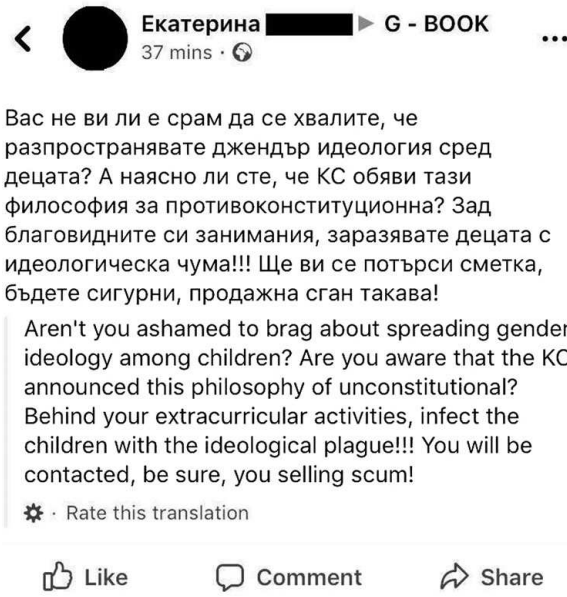 Екатерина G - BOOK
37 mins ·
Вас не ви ли е срам да се хвалите, че
разпространявате джендър идеология сред
децата? А наясно ли сте, че КС обяви тази
философия за противоконституционна? Зад
благовидните си занимания, заразявате децата с
идеологическа чума!!! Ще ви се потърси сметка,
бъдете сигурни, продажна сган такава!
Aren't you ashamed to brag about spreading gender
ideology among children? Are you aware that the KC
announced this philosophy of unconstitutional?
Behind your extracurricular activities, infect the
children with the ideological plague!!! You will be
contacted, be sure, you selling scum!
· Rate this translation
Like Comment Share